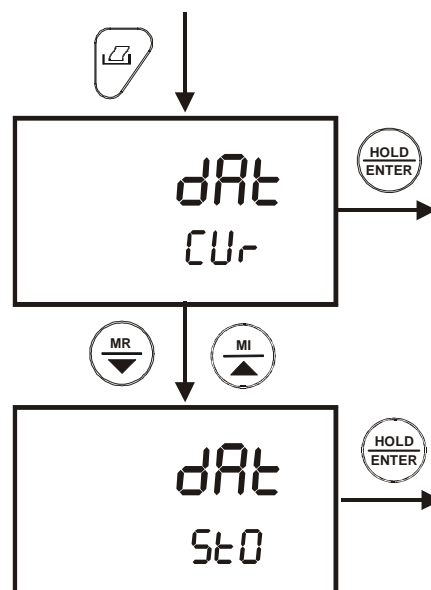 dAt
HOLD
ENTER
CUr
MR
MI
dAt
HOLD
ENTER
StO